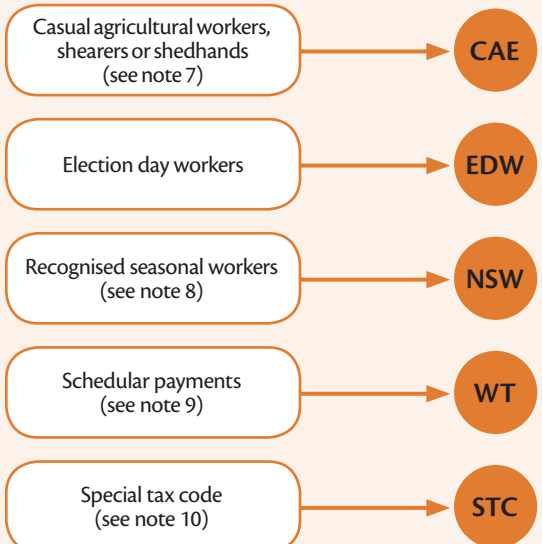 Casual agricultural workers,
shearers or shedhands
(see note 7)
CAE
Election day workers
EDW
Recognised seasonal workers
(see note 8)
NSW
Schedular payments
(see note 9)
WT
Special tax code
(see note 10)
STC